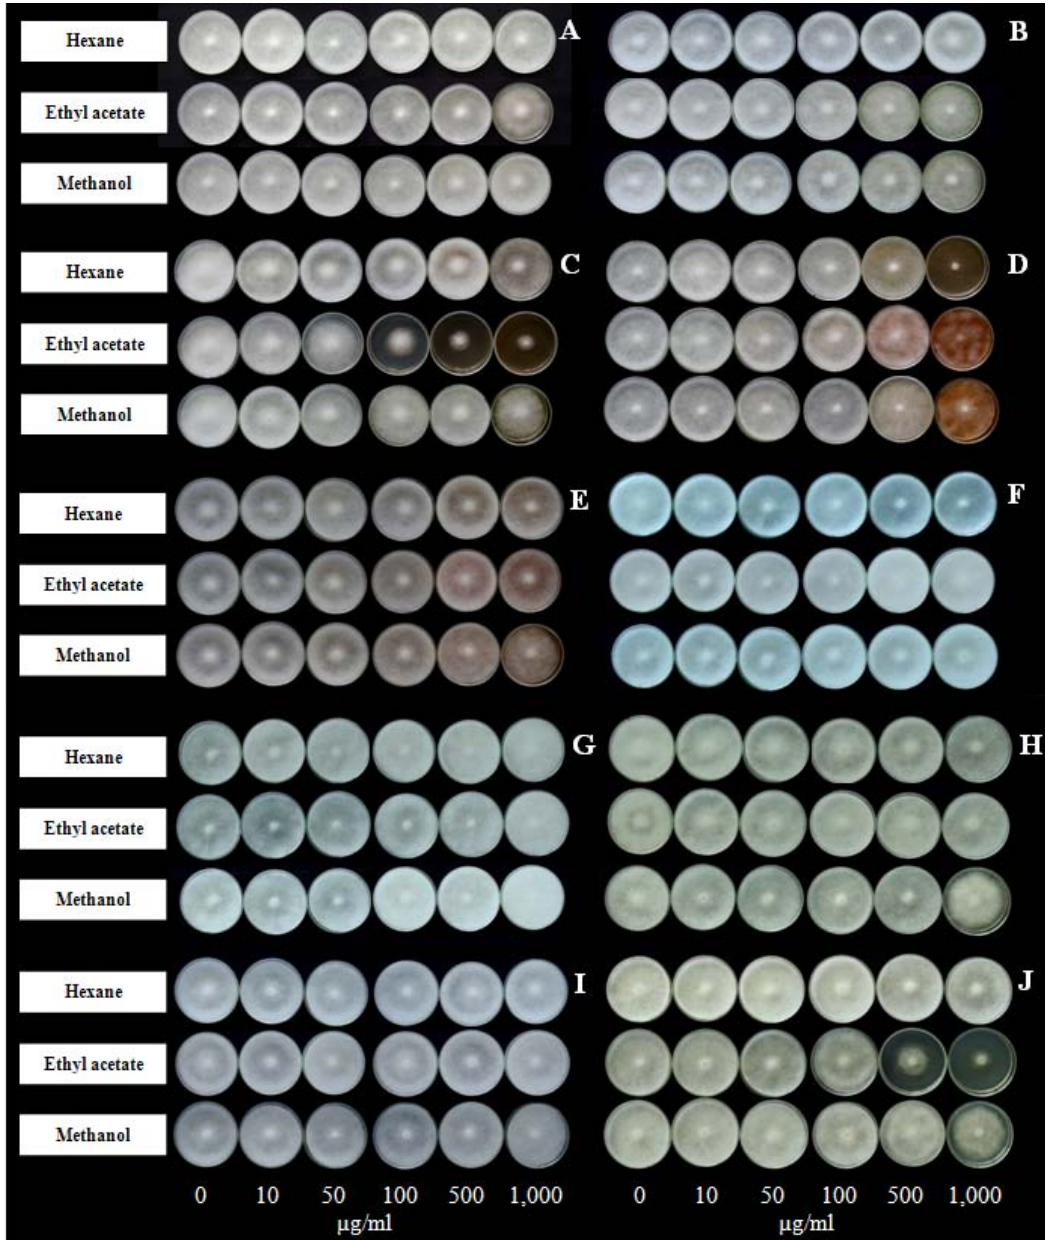 Hexane A B
Ethyl acetate
Methanol
Hexane C D
Ethyl acetate
Methanol
Hexane E F
Ethyl acetate
Methanol
Hexane G H
Ethyl acetate
Methanol
Hexane I J
Ethyl acetate
Methanol
0 10 50 100 500 1,000 0 10 50 100 500 1,000
µg/ml µg/ml